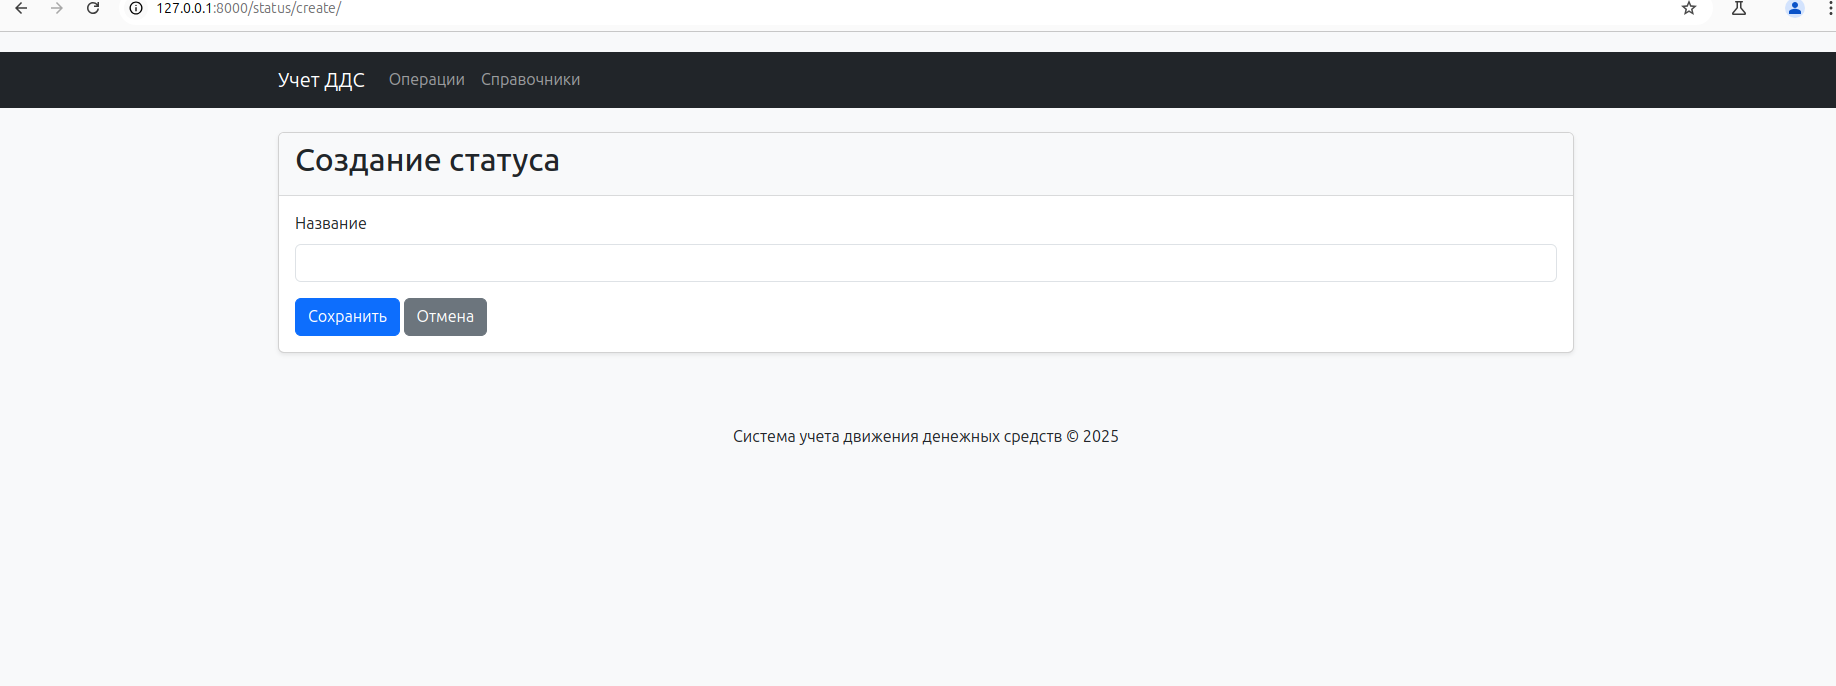 127.0.0.1:8000/status/create/
Учет ДДС Операции Справочники
Создание статуса
Название
Сохранить Отмена
Система учета движения денежных средств © 2025